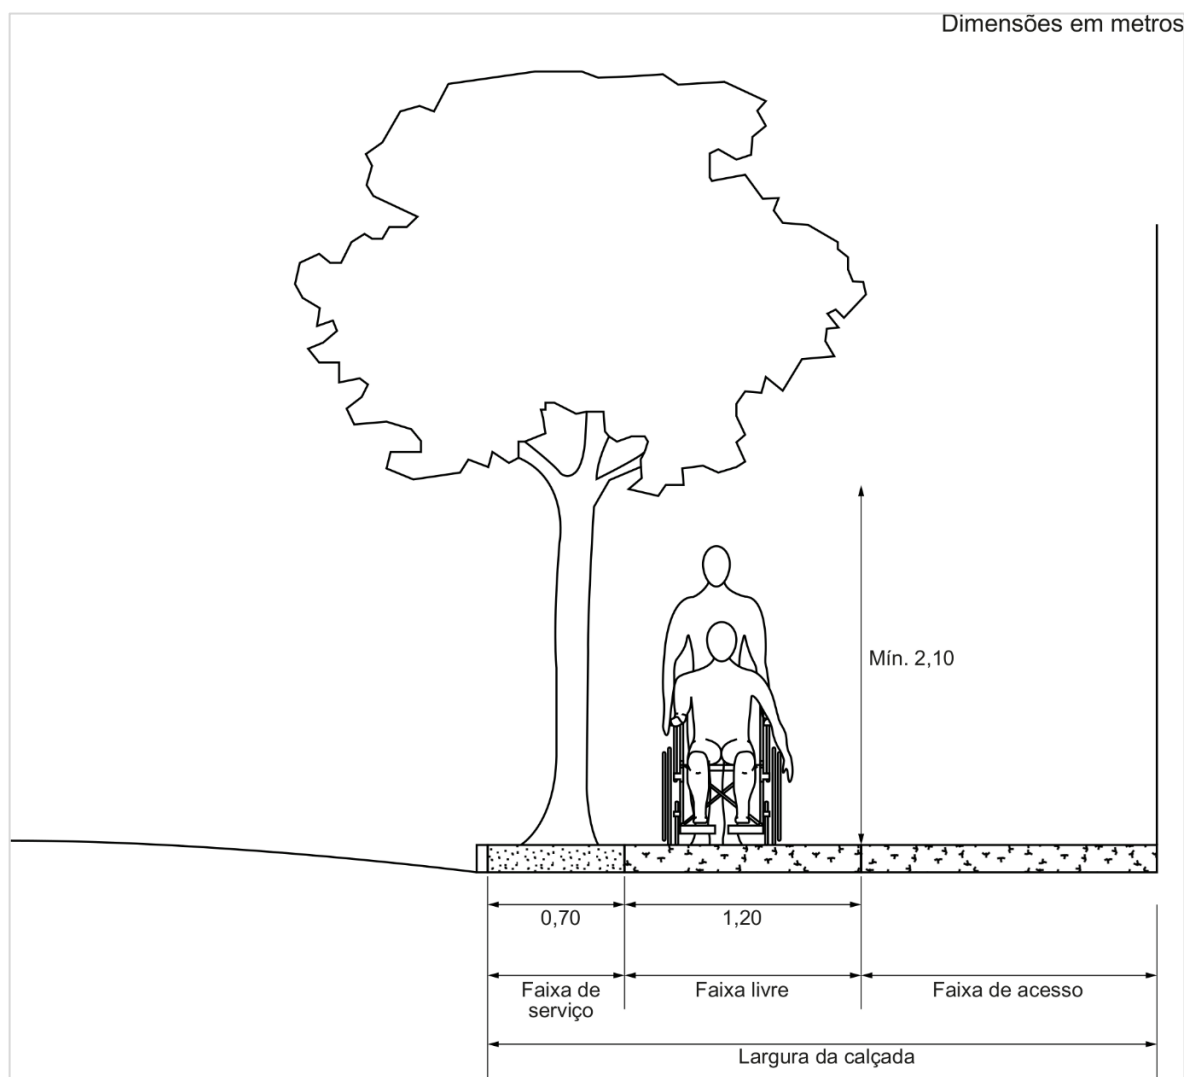 Dimensões em metros
Mín. 2,10
0,70
1,20
Faixa de
serviço
Faixa livre
Faixa de acesso
Largura da calçada